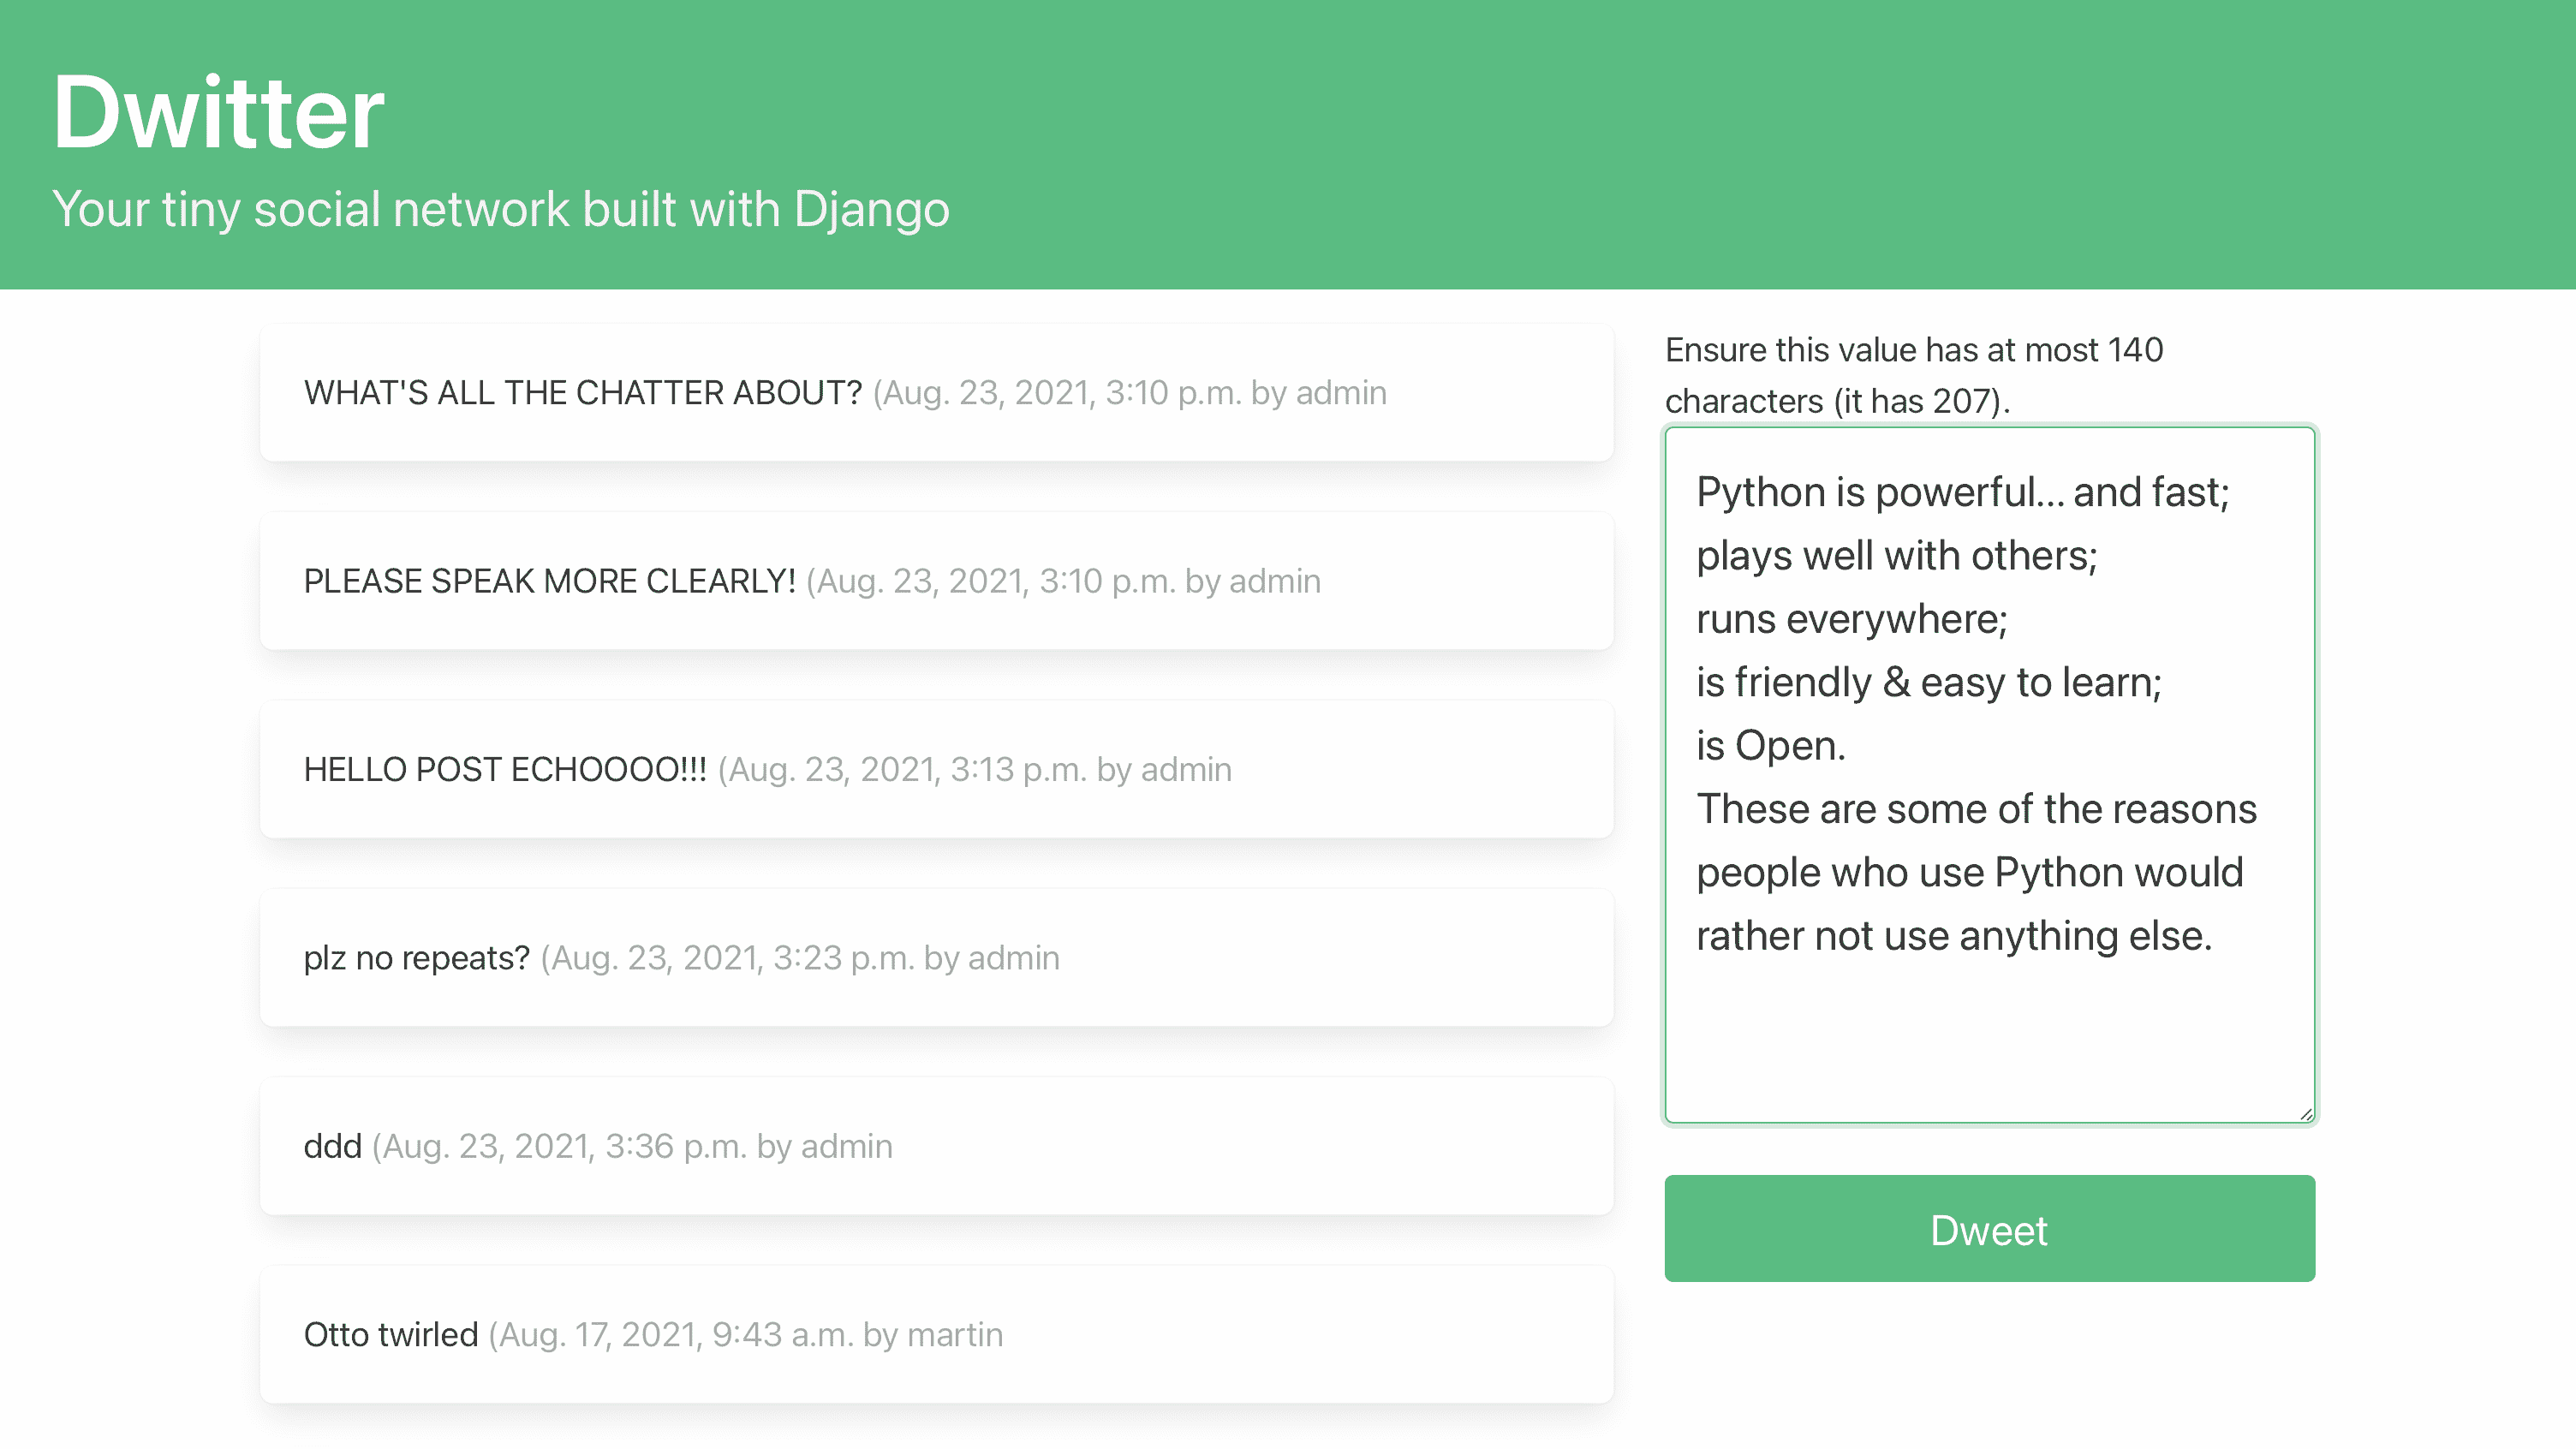 Dwitter
Your tiny social network built with Django
WHAT'S ALL THE CHATTER ABOUT? (Aug. 23, 2021, 3:10 p.m. by admin
PLEASE SPEAK MORE CLEARLY! (Aug. 23, 2021, 3:10 p.m. by admin
HELLO POST ECHOOOO!!! (Aug. 23, 2021, 3:13 p.m. by admin
plz no repeats? (Aug. 23, 2021, 3:23 p.m. by admin
ddd (Aug. 23, 2021, 3:36 p.m. by admin
Otto twirled (Aug. 17, 2021, 9:43 a.m. by martin
Ensure this value has at most 140
characters (it has 207).
Python is powerful... and fast;
plays well with others;
runs everywhere;
is friendly & easy to learn;
is Open.
These are some of the reasons
people who use Python would
rather not use anything else.
Dweet